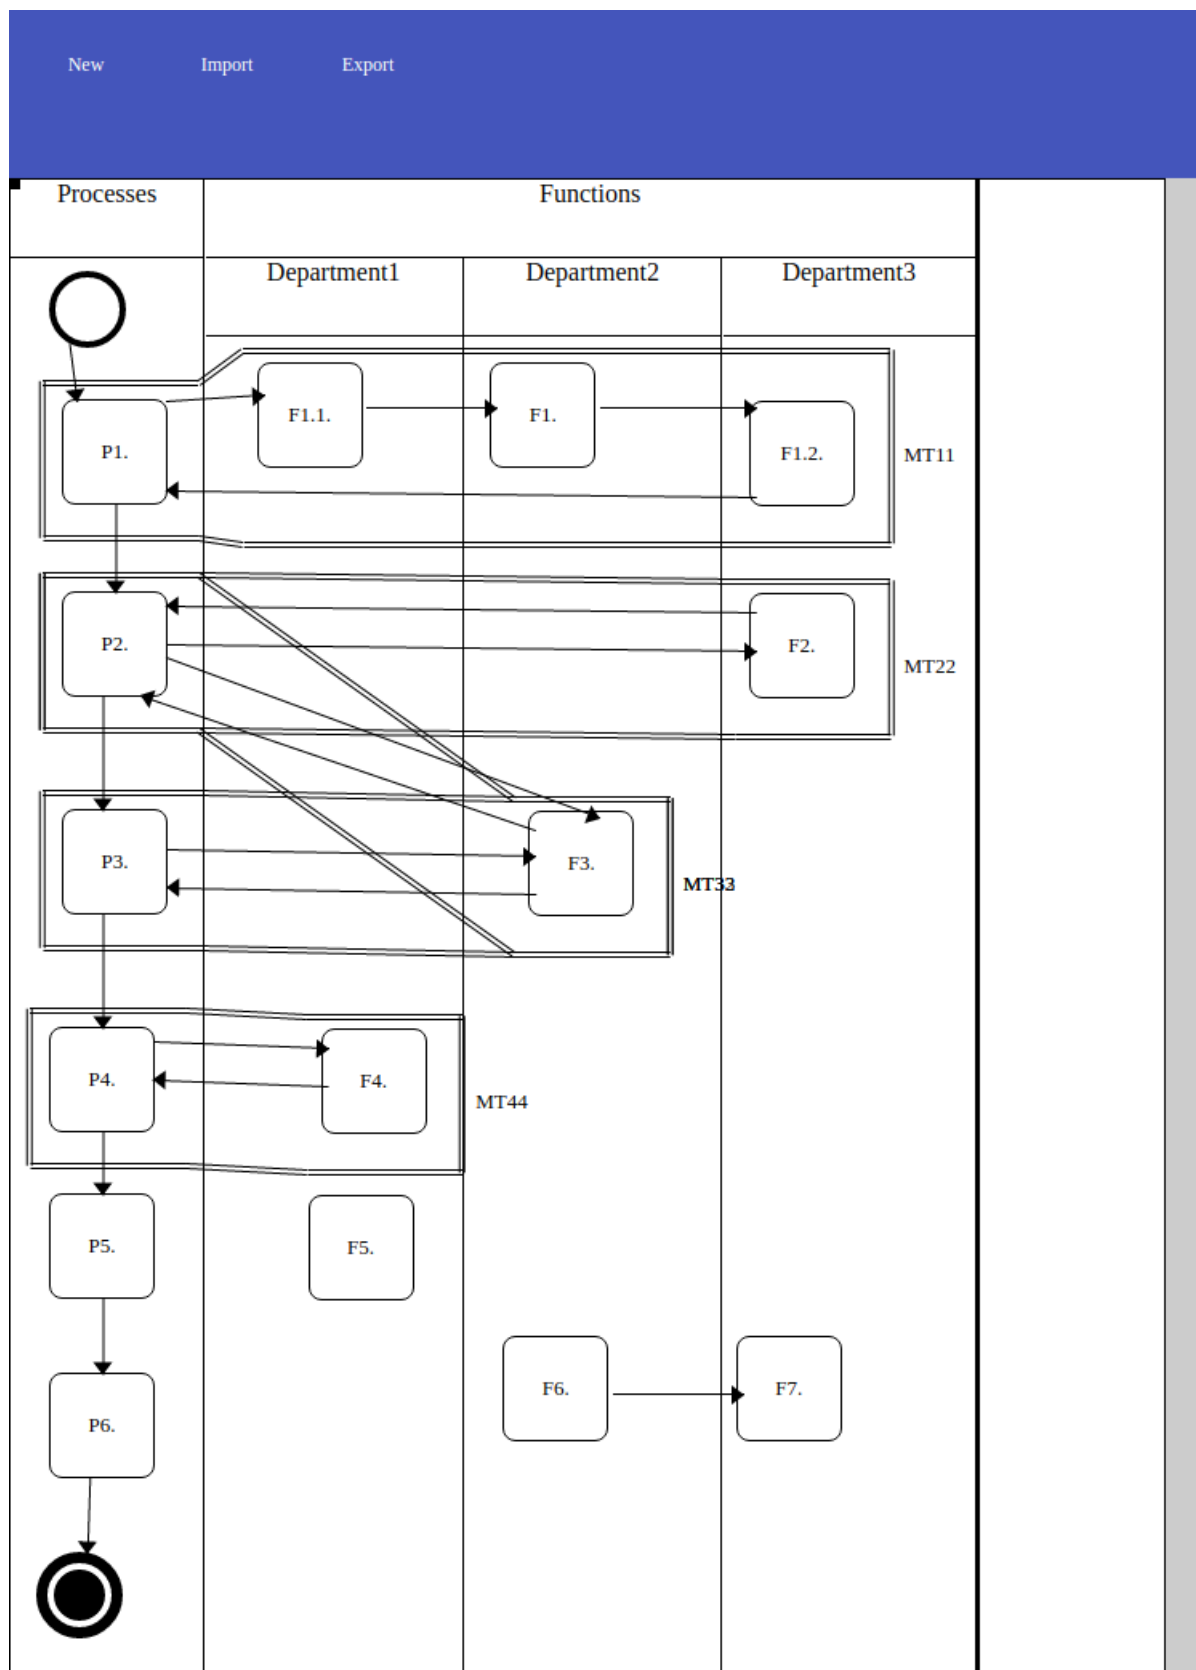 New Import Export
Processes Functions
Department1 Department2 Department3
F1.1. F1.
P1. F1.2. MT11
P2. F2.
MT22
P3. F3.
P4. F4.
MT44
P5. F5.
F6. F7.
P6.